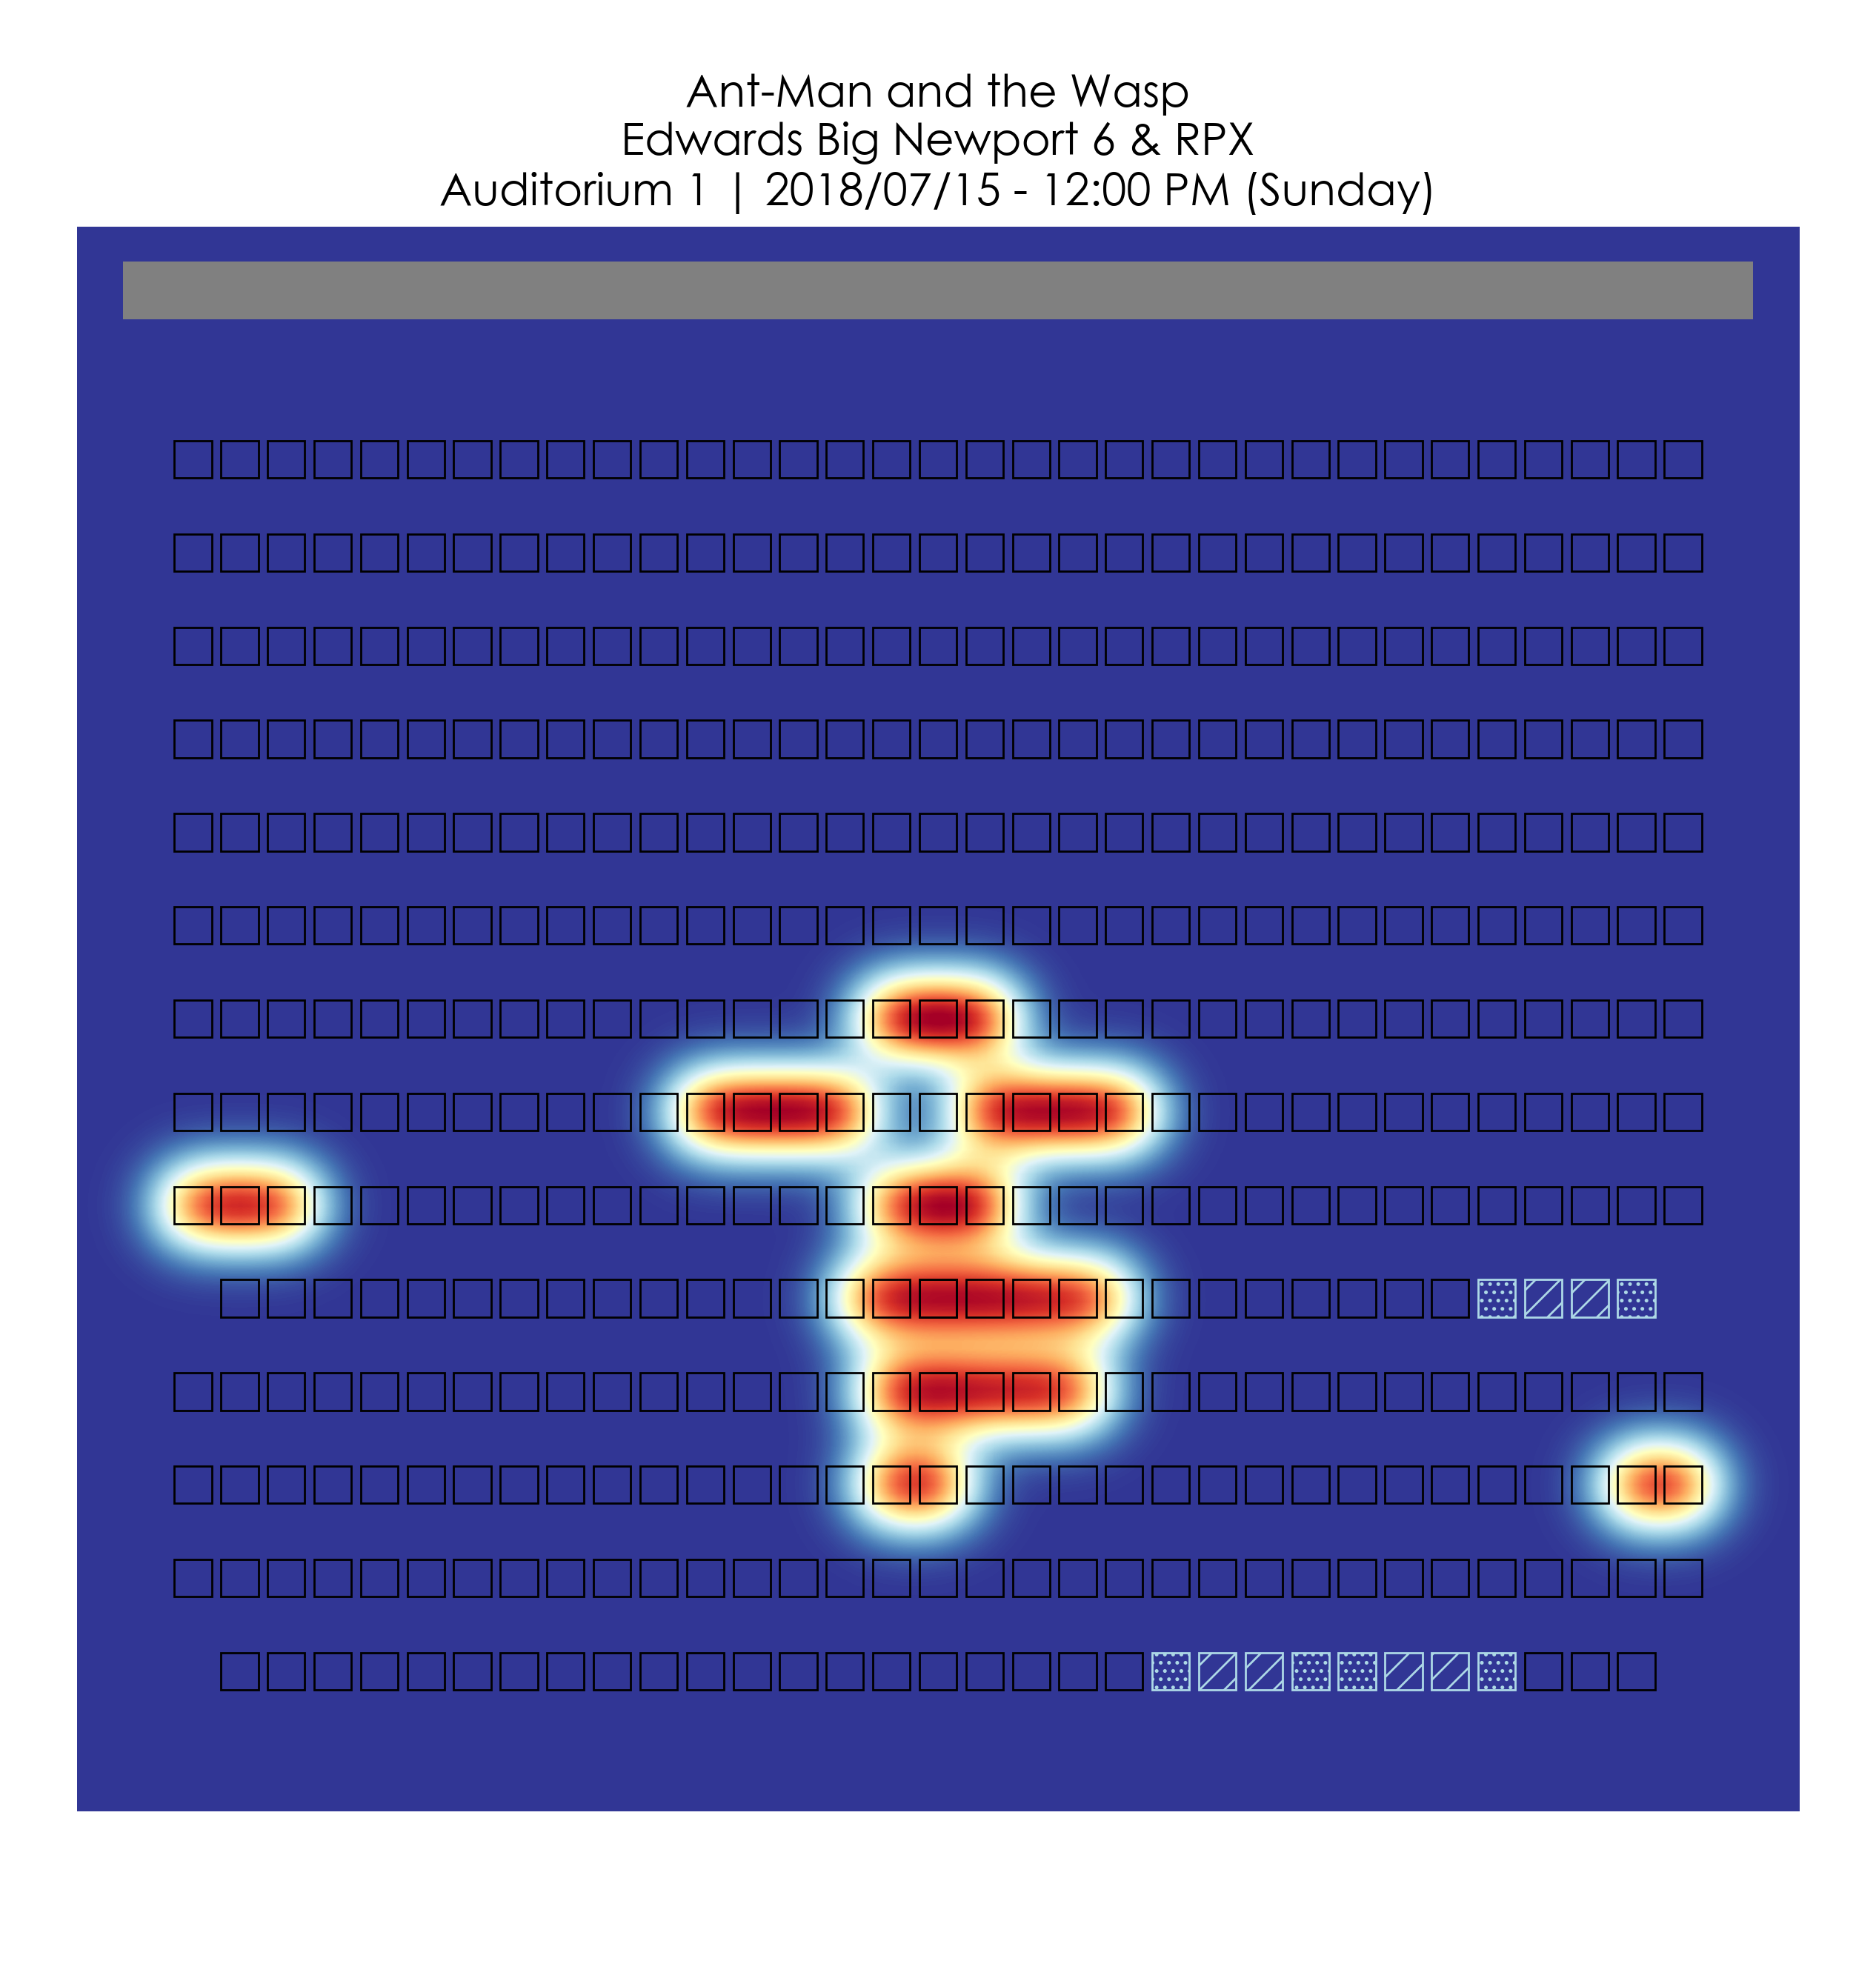 Ant-Man and the Wasp
Edwards Big Newport 6 & RPX
Auditorium 1 | 2018/07/15 - 12:00 PM (Sunday)